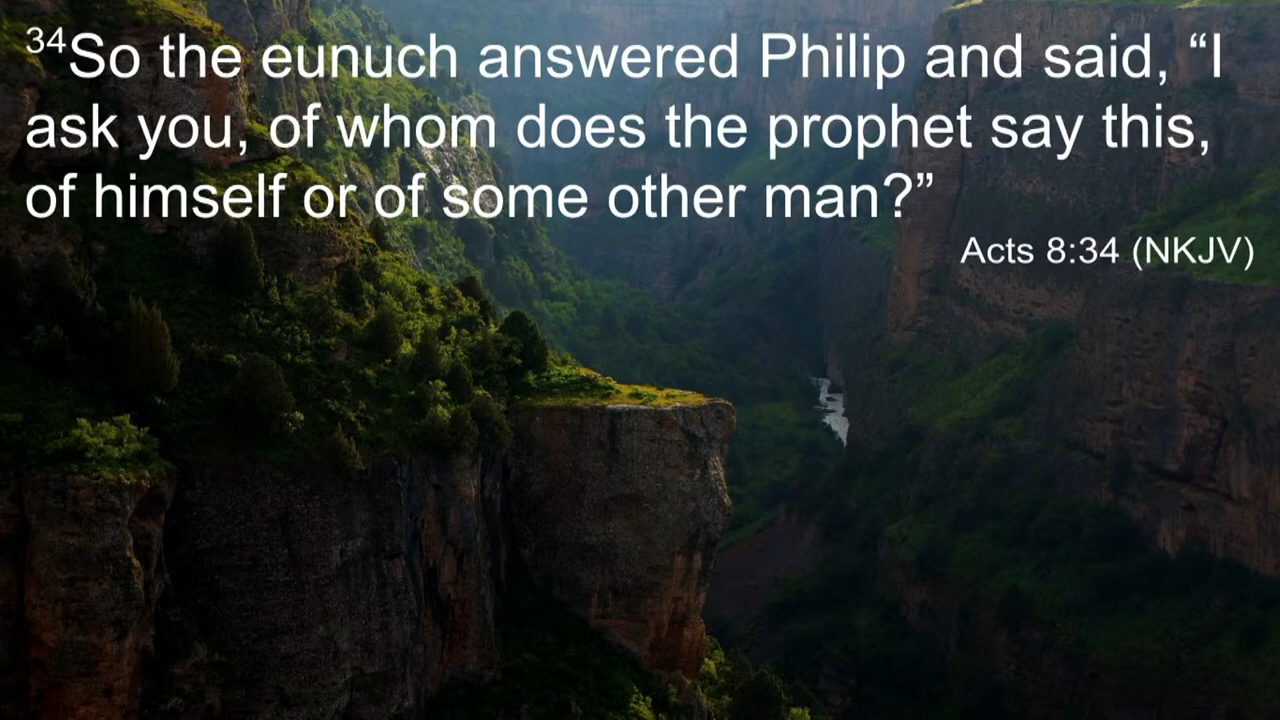 34So the eunuch answered Philip and said, “I
ask you, of whom does the prophet say this,
of himself or of some other man?”
Acts 8:34 (NKJV)